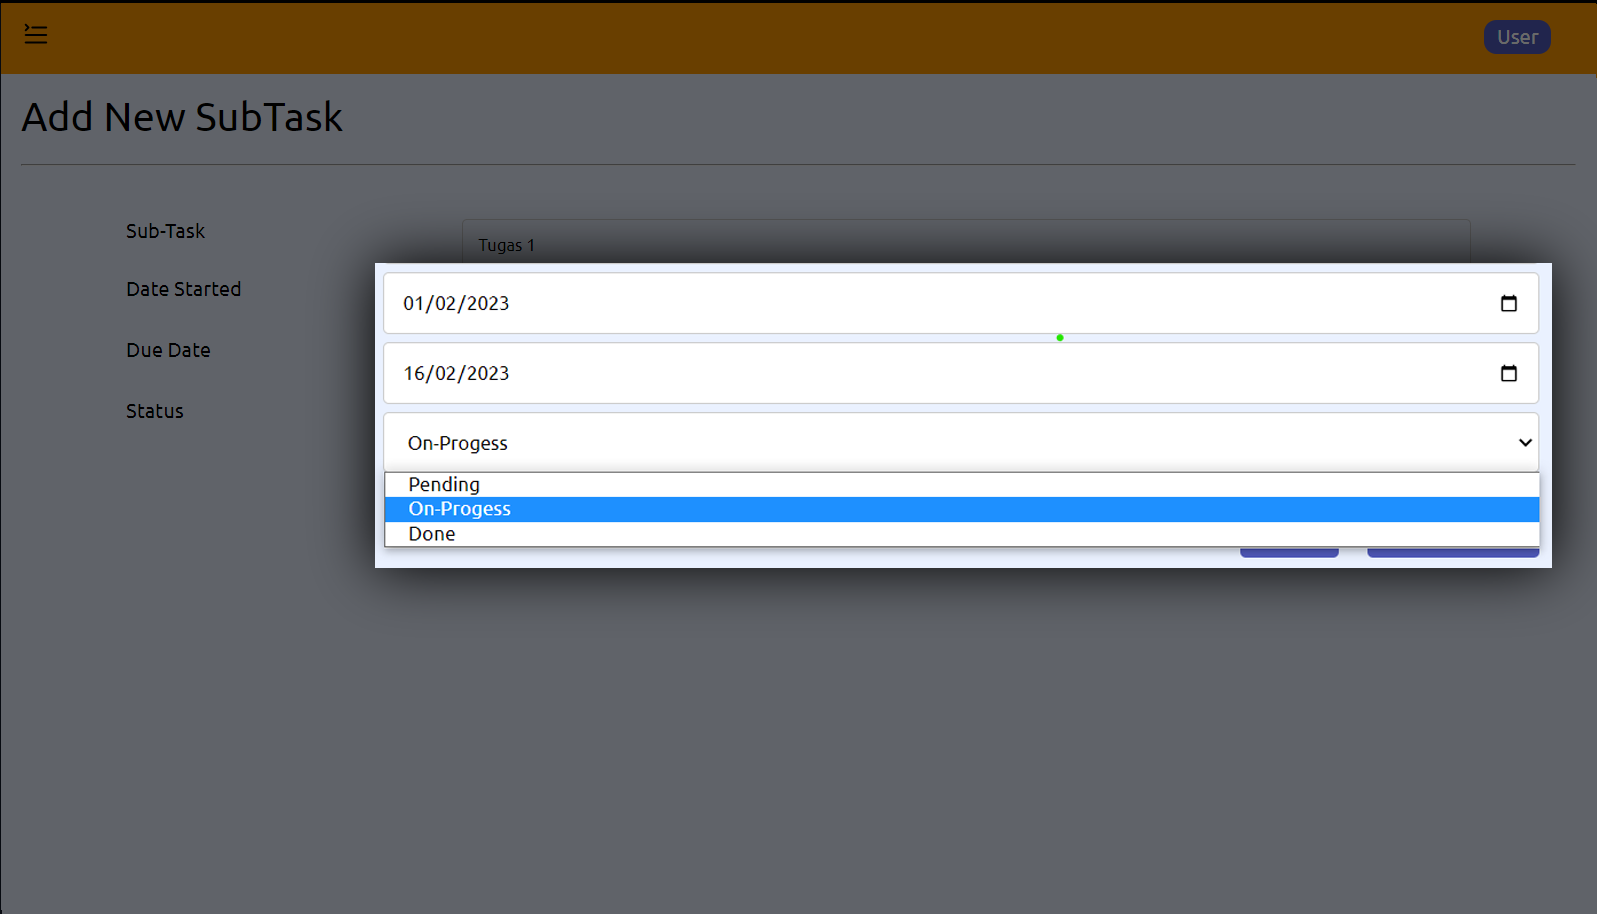 User
Add New SubTask
Sub-Task
Tugas 1
Date Started
01/02/2023
Due Date
16/02/2023
Status
On-Progess
Pending
On-Progess
Done